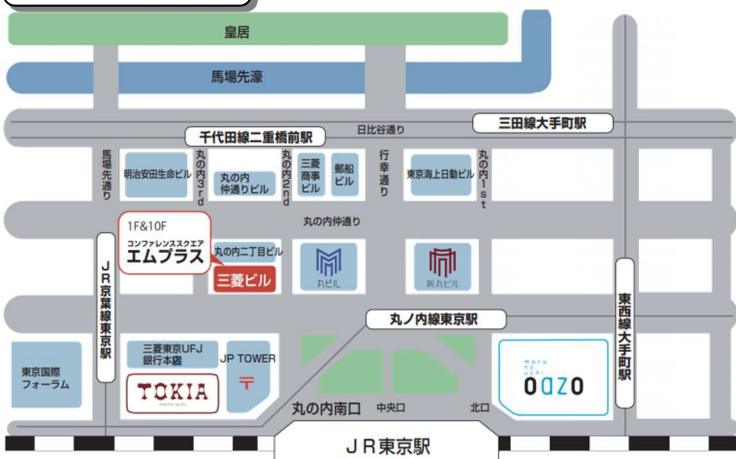 皇居
馬場先濠
三田線大手町駅
千代田線二重橋前駅
日比谷通り
馬場先通り
明治安田生命ビル
丸の内3rd
丸の内
仲通りビル
丸の内2nd
三菱
商事
ビル
郵船
ビル
行幸通り
東京海上日動ビル
丸の内1st
丸の内仲通り
1F&10F
コンファレンススクエア
エムプラス
丸の内二丁目ビル
三菱ビル
丸ビル
新丸ビル
JR京葉線東京駅
丸ノ内線東京駅
東西線大手町駅
東京国際
フォーラム
三菱東京UFJ
銀行本店
TOKIA
JP TOWER
〒
maru
no
uchi
oazo
丸の内南口
中央口
北口
JR東京駅